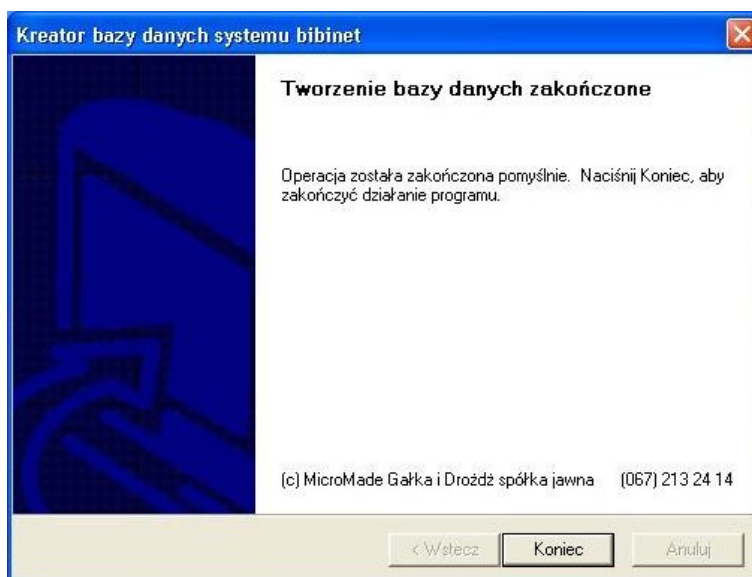 Kreator bazy danych systemu bibinet
Tworzenie bazy danych zakończone
Operacja została zakończona pomyślnie. Naciśnij Koniec, aby
zakończyć działanie programu.
(c) MicroMade Gałka i Drożdż spółka jawna (067) 213 24 14
< Wstecz Koniec Anuluj